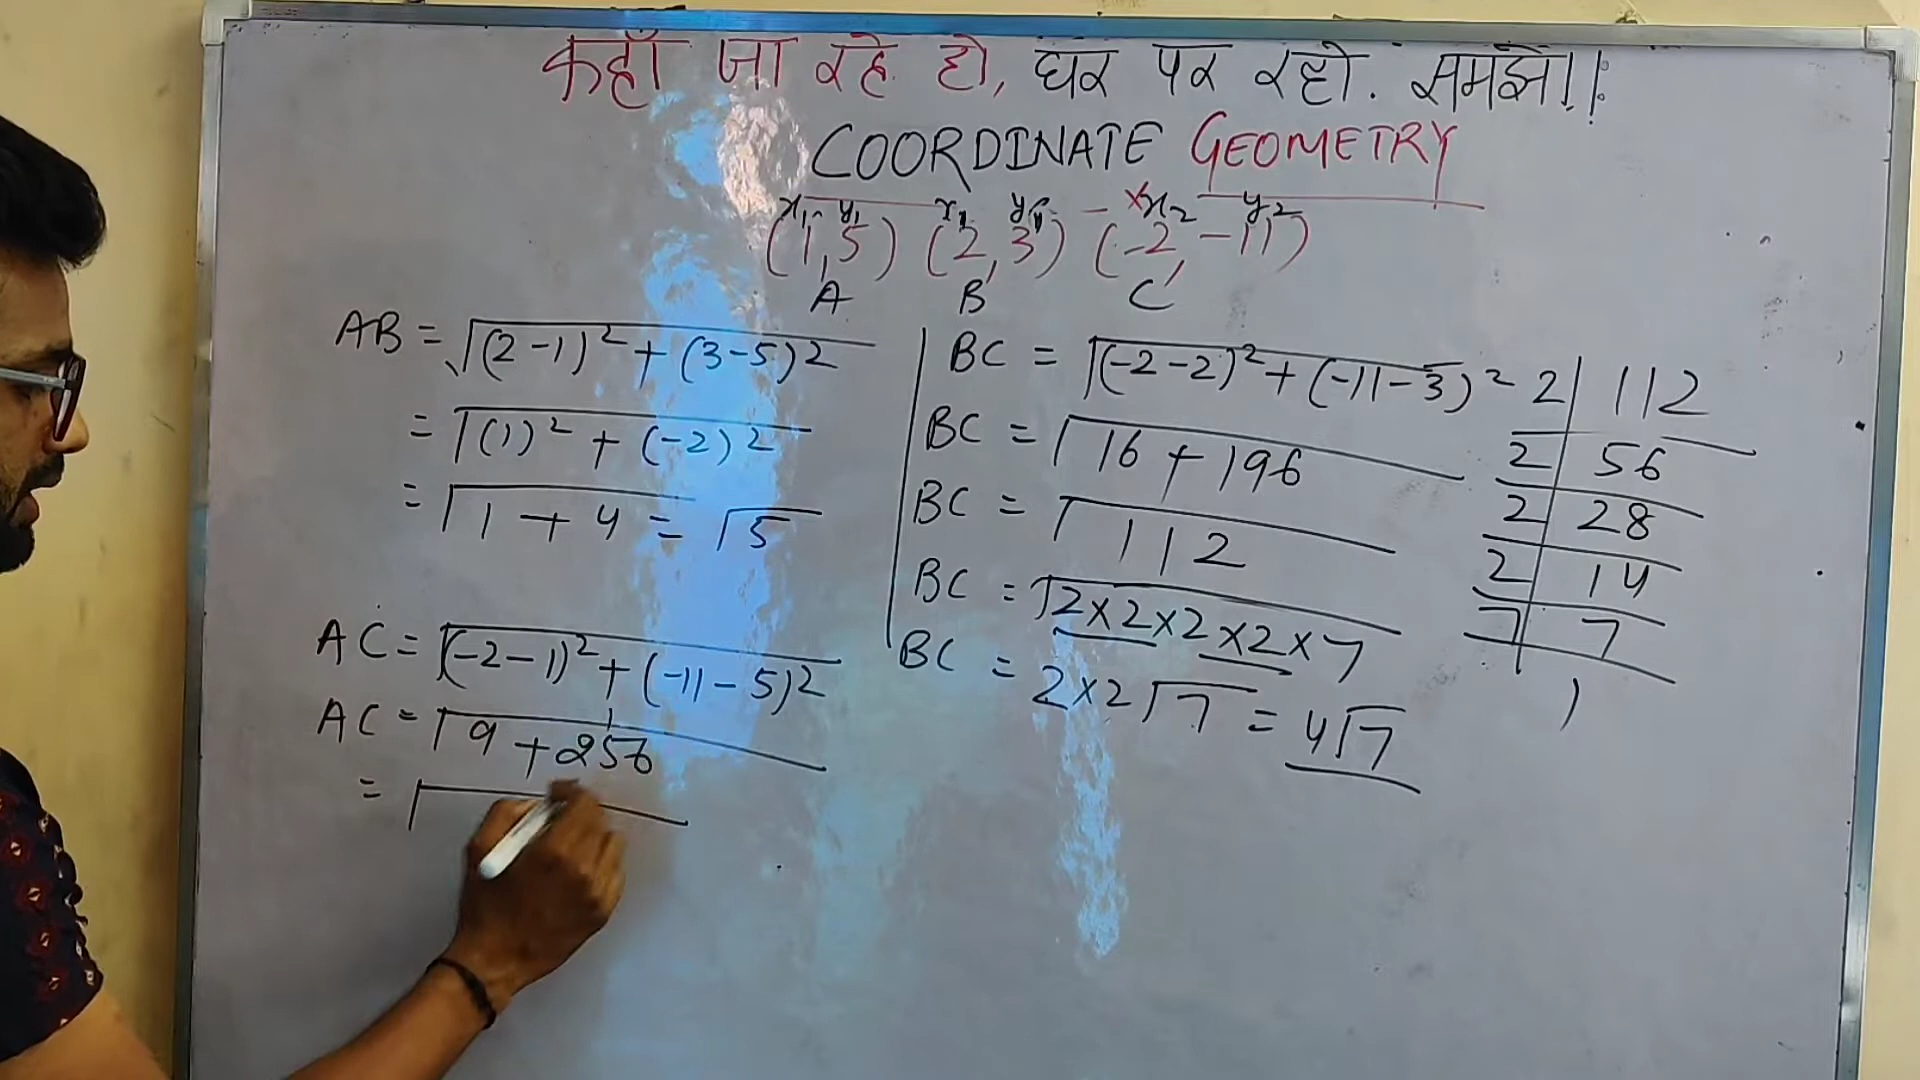 कहाँ जा रहे हो, घर पर रहो. समझे।।:
COORDINATE GEOMETRY
x₁ y₁ y₁ x₂ y₂
(1,5) (2,3) (-2,-11)
A B C
AB = √(2-1)² + (3-5)²
= √(1)² + (-2)²
= √1 + 4 = √5
AC = √(-2-1)² + (-11-5)²
AC = √9 + 256
= √
BC = √(-2-2)² + (-11-3)²
BC = √16 + 196
BC = √112
BC = √2×2×2×2×7
BC = 2×2√7 = 4√7
2 | 112
2 | 56
2 | 28
2 | 14
7 | 7
1